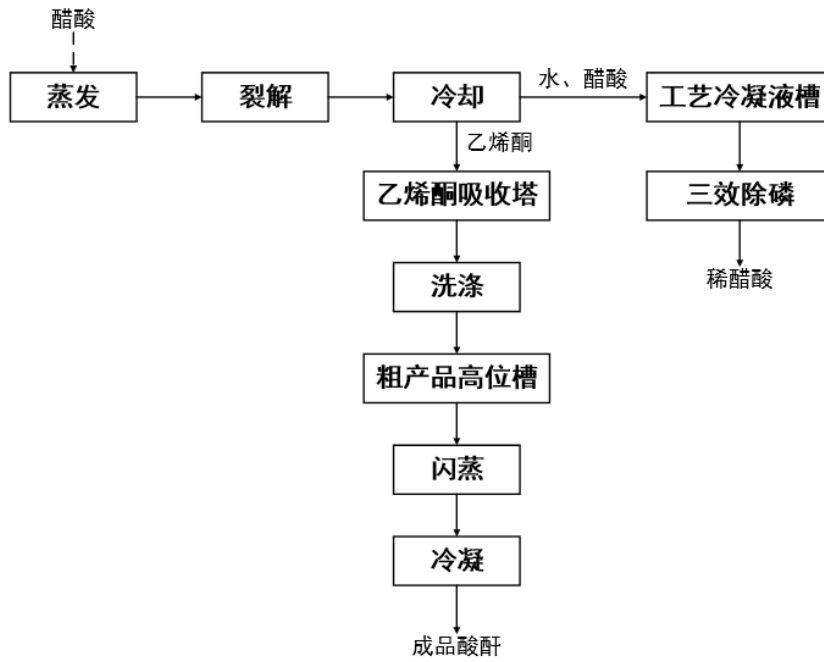 醋酸
蒸发
裂解
冷却
水、醋酸
工艺冷凝液槽
乙烯酮
乙烯酮吸收塔
三效除磷
洗涤
稀醋酸
粗产品高位槽
闪蒸
冷凝
成品酸酐